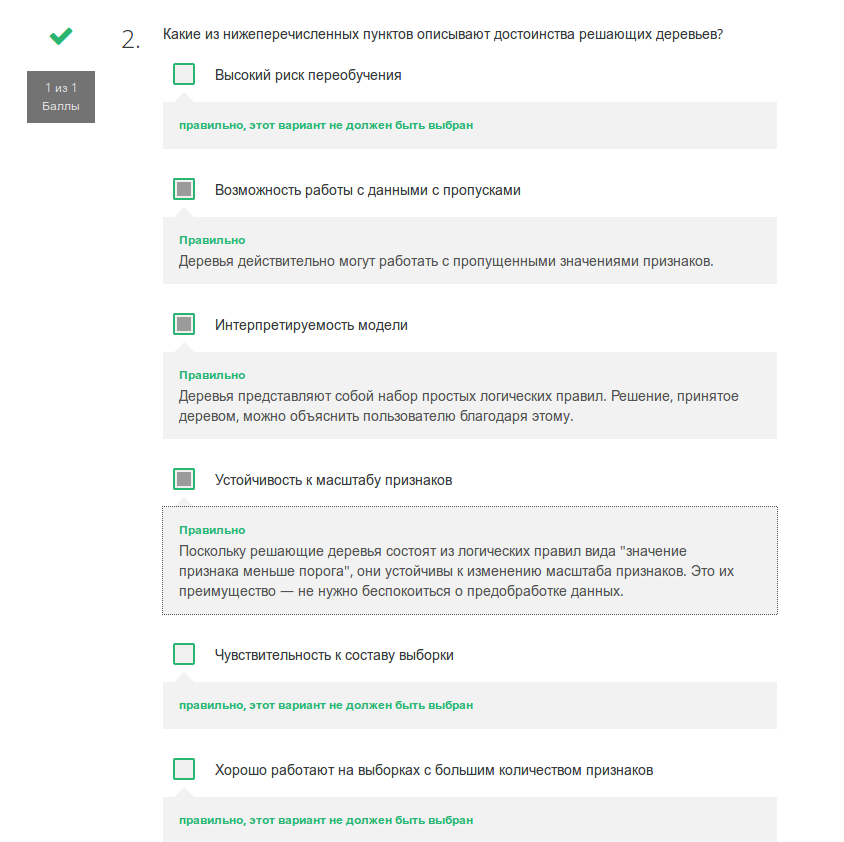 2. Какие из нижеперечисленных пунктов описывают достоинства решающих деревьев?
1 из 1
Баллы
Высокий риск переобучения
правильно, этот вариант не должен быть выбран
Возможность работы с данными с пропусками
Правильно
Деревья действительно могут работать с пропущенными значениями признаков.
Интерпретируемость модели
Правильно
Деревья представляют собой набор простых логических правил. Решение, принятое
деревом, можно объяснить пользователю благодаря этому.
Устойчивость к масштабу признаков
Правильно
Поскольку решающие деревья состоят из логических правил вида "значение
признака меньше порога", они устойчивы к изменению масштаба признаков. Это их
преимущество — не нужно беспокоиться о предобработке данных.
Чувствительность к составу выборки
правильно, этот вариант не должен быть выбран
Хорошо работают на выборках с большим количеством признаков
правильно, этот вариант не должен быть выбран